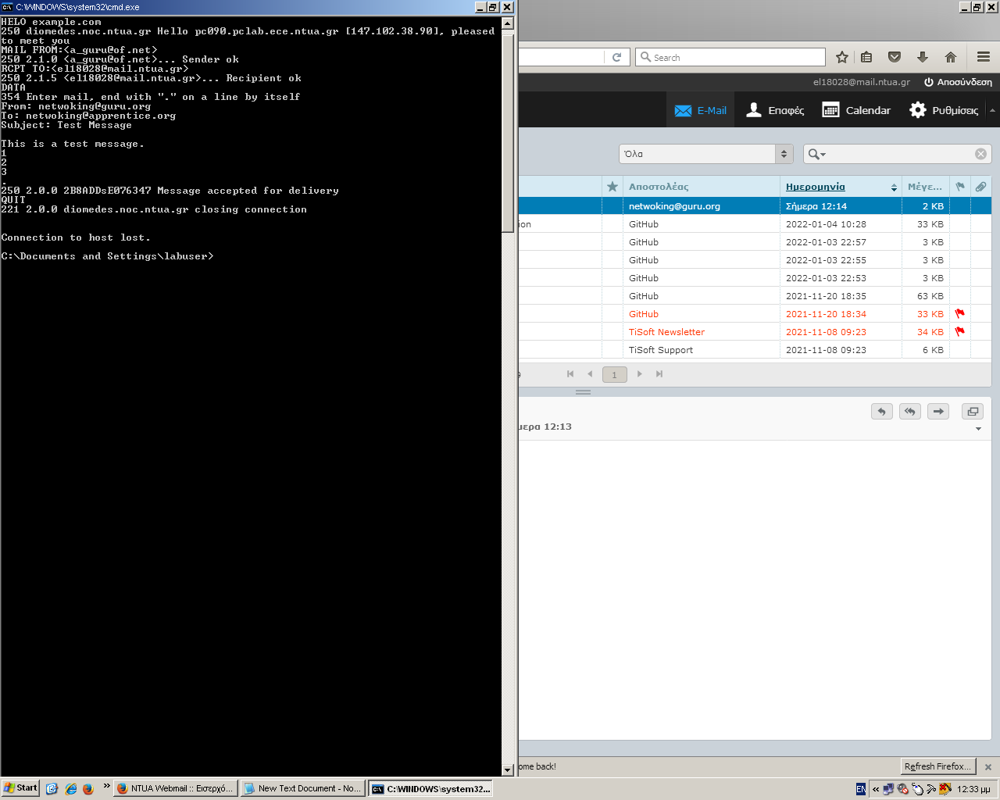 C:\WINDOWS\system32\cmd.exe
HELO example.com
250 diomedes.noc.ntua.gr Hello pc090.pclab.ece.ntua.gr [147.102.38.90], pleased
to meet you
MAIL FROM:<a_guru@of.net>
250 2.1.0 <a_guru@of.net>... Sender ok
RCPT TO:<el18028@mail.ntua.gr>
250 2.1.5 <el18028@mail.ntua.gr>... Recipient ok
DATA
354 Enter mail, end with "." on a line by itself
From: netwoking@guru.org
To: netwoking@apprentice.org
Subject: Test Message
This is a test message.
1
2
3
.
250 2.0.0 2B8ADDsE076347 Message accepted for delivery
QUIT
221 2.0.0 diomedes.noc.ntua.gr closing connection
Connection to host lost.
C:\Documents and Settings\labuser>
Search
el18028@mail.ntua.gr Αποσύνδεση
E-Mail Επαφές Calendar Ρυθμίσεις
Όλα
Αποστολέας Ημερομηνία Μέγε...
netwoking@guru.org Σήμερα 12:14 2 KB
ion GitHub 2022-01-04 10:28 33 KB
GitHub 2022-01-03 22:57 3 KB
GitHub 2022-01-03 22:55 3 KB
GitHub 2022-01-03 22:53 3 KB
GitHub 2021-11-20 18:35 63 KB
GitHub 2021-11-20 18:34 33 KB
TiSoft Newsletter 2021-11-08 09:23 34 KB
TiSoft Support 2021-11-08 09:23 6 KB
9 1
μερα 12:13
ome back! Refresh Firefox...
Start NTUA Webmail :: Εισερχό... New Text Document - No... C:\WINDOWS\system32... EN 12:33 μμ